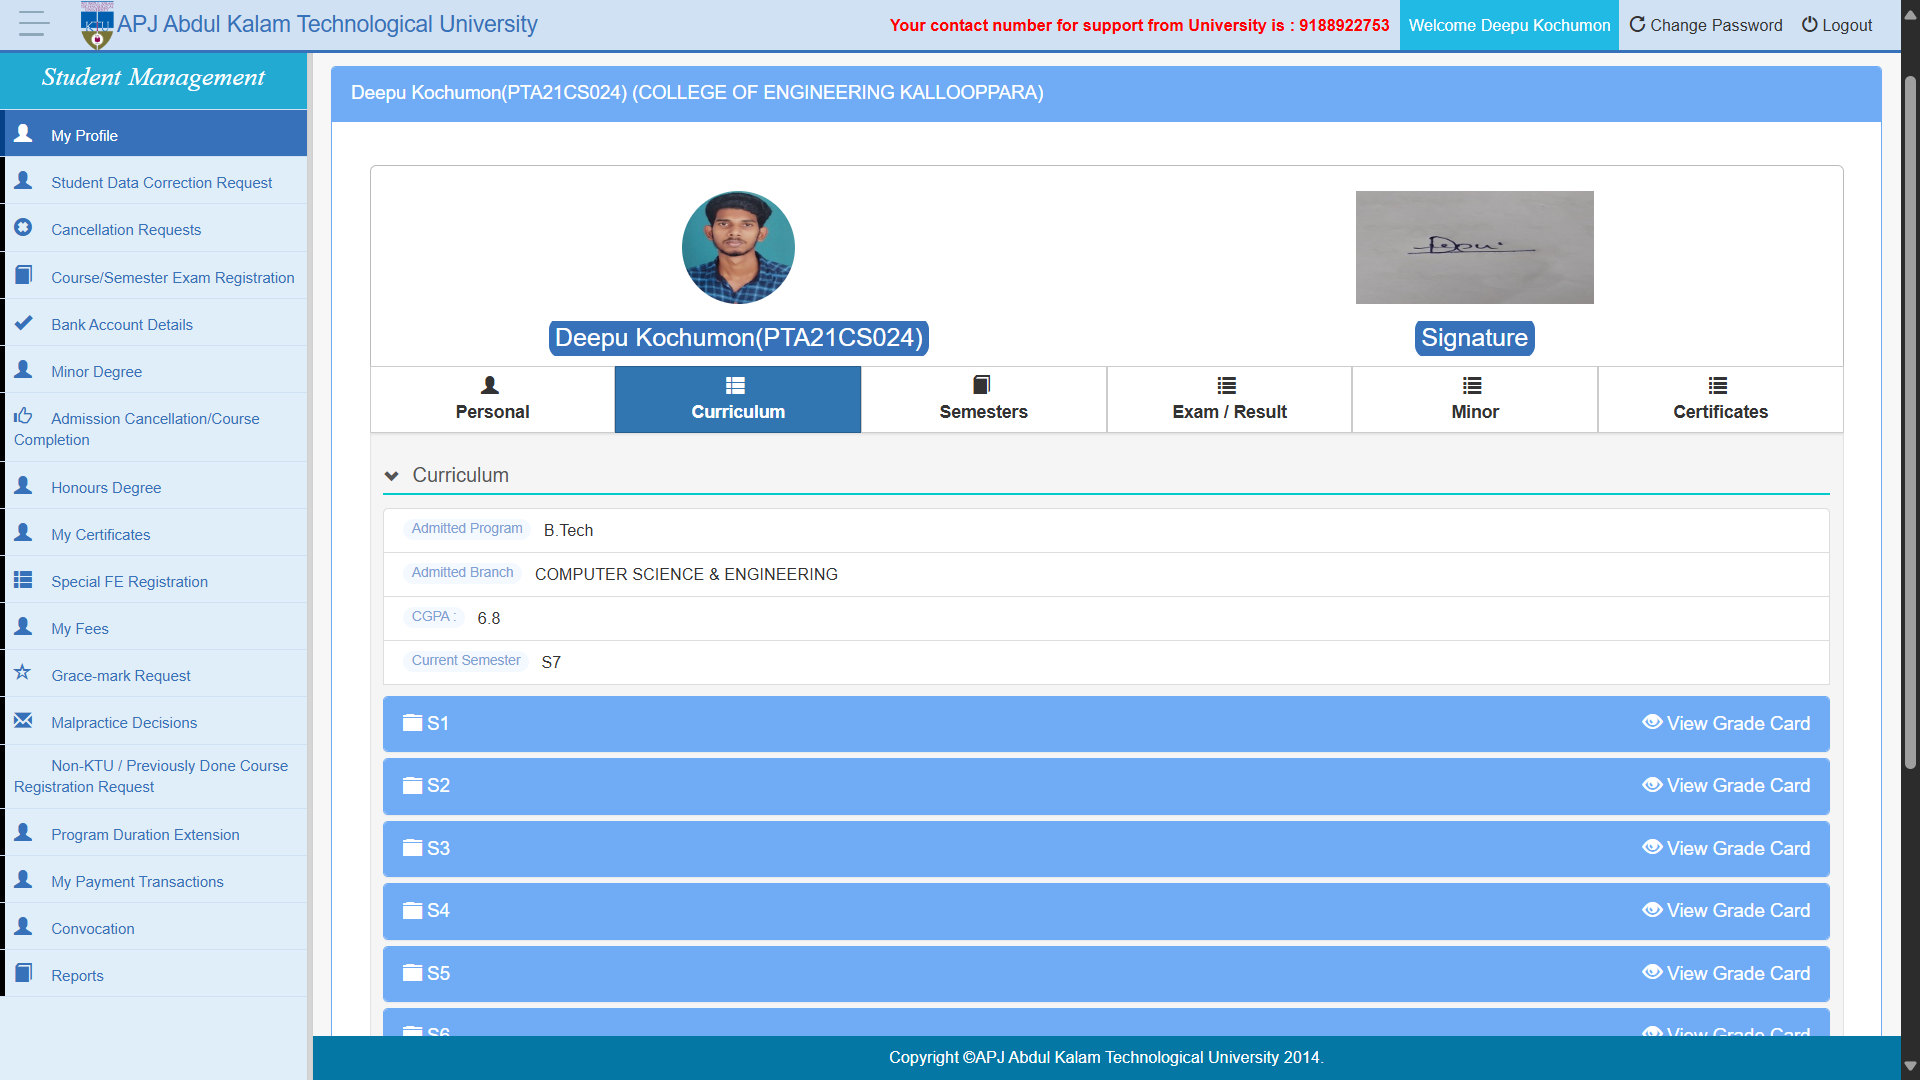 APJ Abdul Kalam Technological University
Your contact number for support from University is : 9188922753
Welcome Deepu Kochumon
Change Password
Logout
Student Management
My Profile
Student Data Correction Request
Cancellation Requests
Course/Semester Exam Registration
Bank Account Details
Minor Degree
Admission Cancellation/Course
Completion
Honours Degree
My Certificates
Special FE Registration
My Fees
Grace-mark Request
Malpractice Decisions
Non-KTU / Previously Done Course
Registration Request
Program Duration Extension
My Payment Transactions
Convocation
Reports
Deepu Kochumon(PTA21CS024) (COLLEGE OF ENGINEERING KALLOOPPARA)
Deepu Kochumon(PTA21CS024)
Signature
Personal
Curriculum
Semesters
Exam / Result
Minor
Certificates
Curriculum
Admitted Program B.Tech
Admitted Branch COMPUTER SCIENCE & ENGINEERING
CGPA : 6.8
Current Semester S7
S1 View Grade Card
S2 View Grade Card
S3 View Grade Card
S4 View Grade Card
S5 View Grade Card
S6 View Grade Card
Copyright ©APJ Abdul Kalam Technological University 2014.